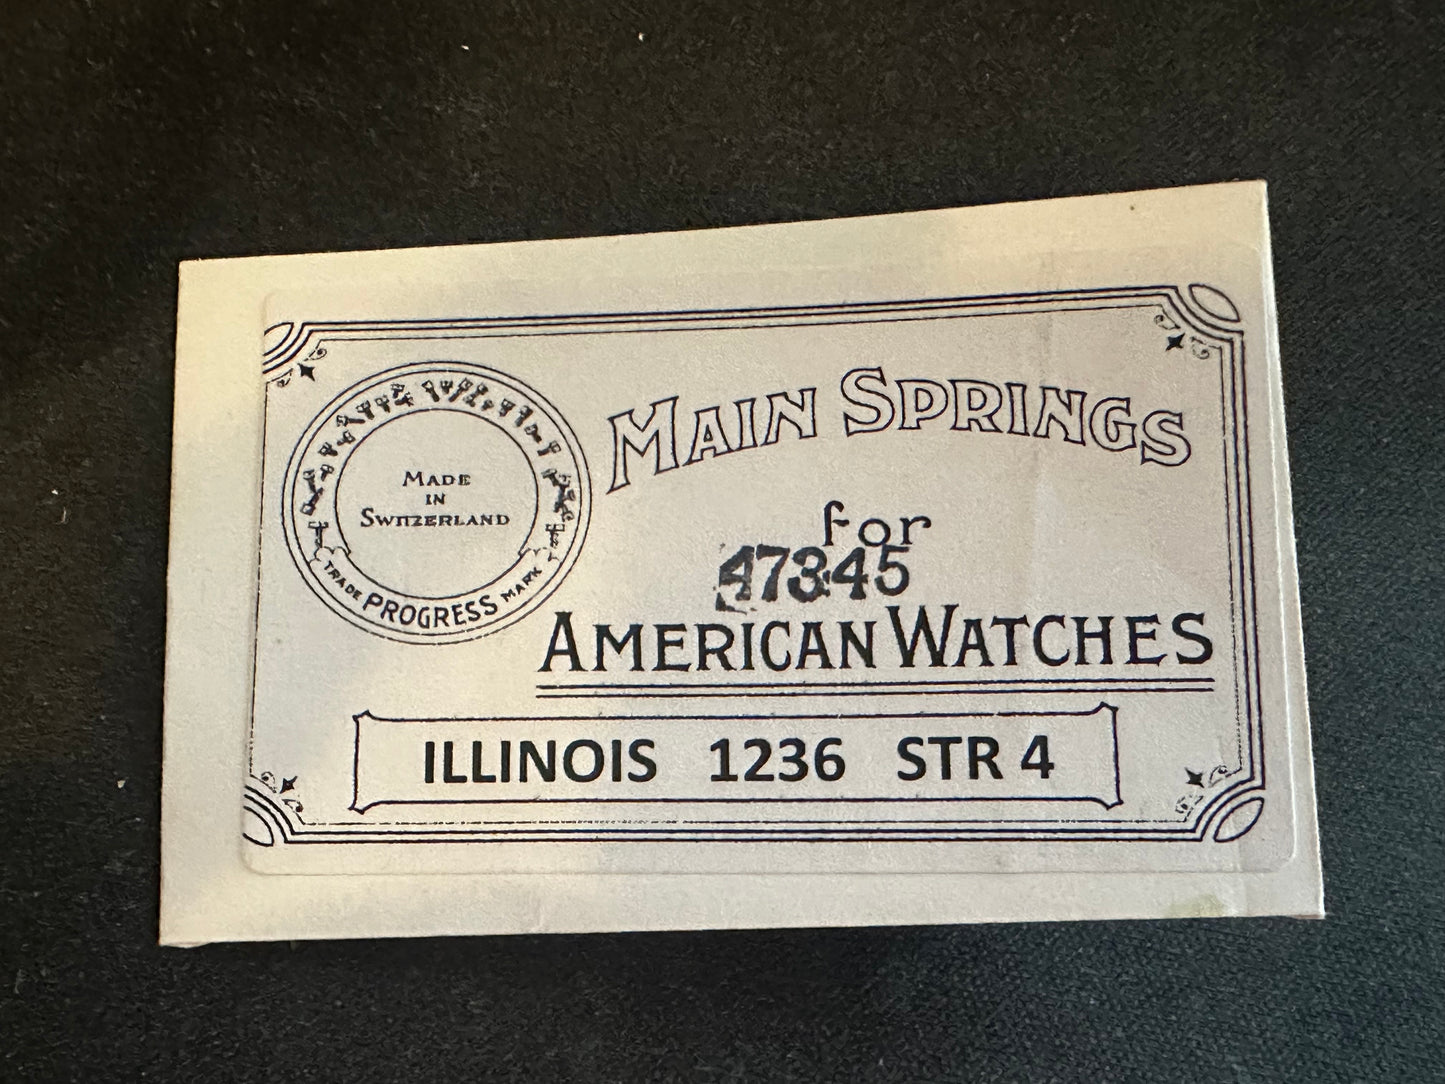 MADE
IN
SWITZERLAND
TRADE PROGRESS MARK
MAIN SPRINGS
for
47345
AMERICAN WATCHES
ILLINOIS 1236 STR 4